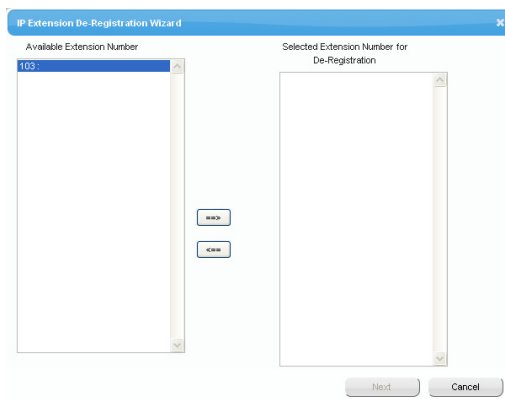 IP Extension De-Registration Wizard
Available Extension Number
Selected Extension Number for
De-Registration
103 :
==>
<==
Next
Cancel